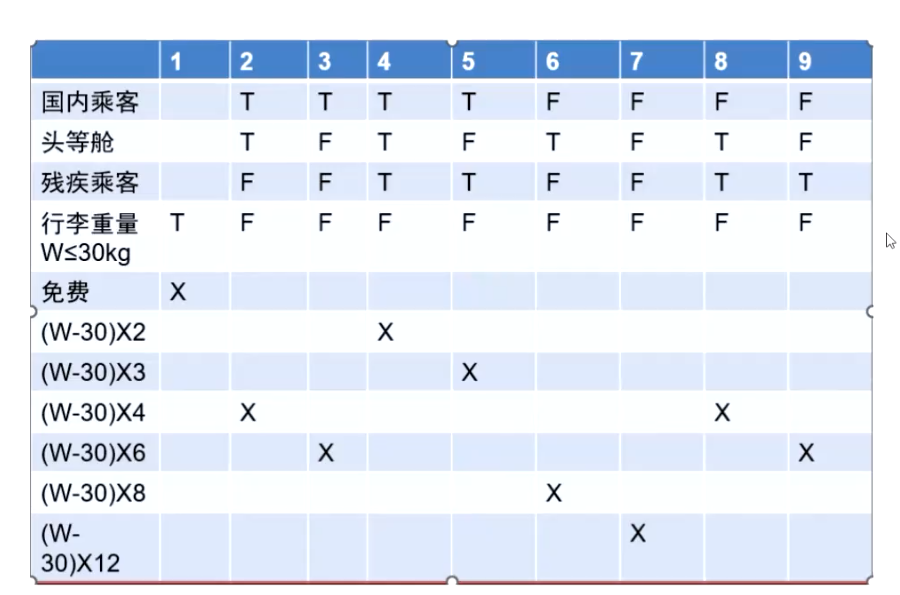 1 2 3 4 5 6 7 8 9
国内乘客 T T T T F F F F
头等舱 T F T F T F T F
残疾乘客 F F T T F F T T
行李重量 T F F F F F F F F
W≤30kg
免费 X
(W-30)X2 X
(W-30)X3 X
(W-30)X4 X X
(W-30)X6 X X
(W-30)X8 X
(W- X
30)X12